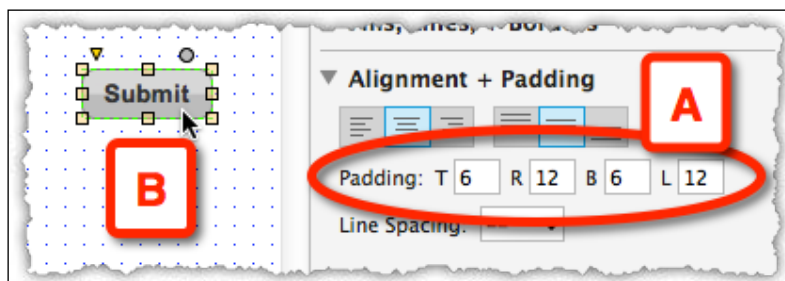 Alignment + Padding
Submit
A
Padding: T 6 R 12 B 6 L 12
B
Line Spacing: